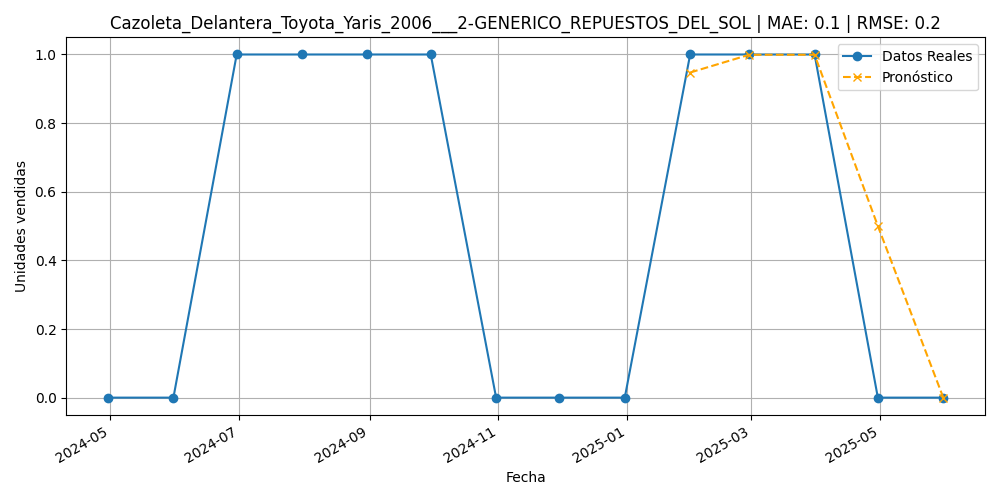 Cazoleta_Delantera_Toyota_Yaris_2006___2-GENERICO_REPUESTOS_DEL_SOL | MAE: 0.1 | RMSE: 0.2
Datos Reales
Pronóstico
Unidades vendidas
1.0
0.8
0.6
0.4
0.2
0.0
2024-05
2024-07
2024-09
2024-11
2025-01
2025-03
2025-05
Fecha